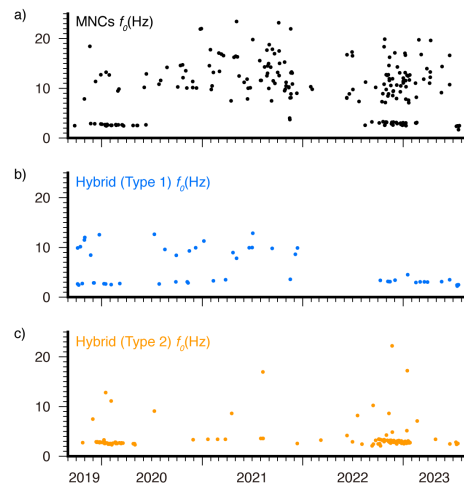 a)
MNCs f₀(Hz)
20
10
0
b)
Hybrid (Type 1) f₀(Hz)
20
10
0
c)
Hybrid (Type 2) f₀(Hz)
20
10
0
2019 2020 2021 2022 2023